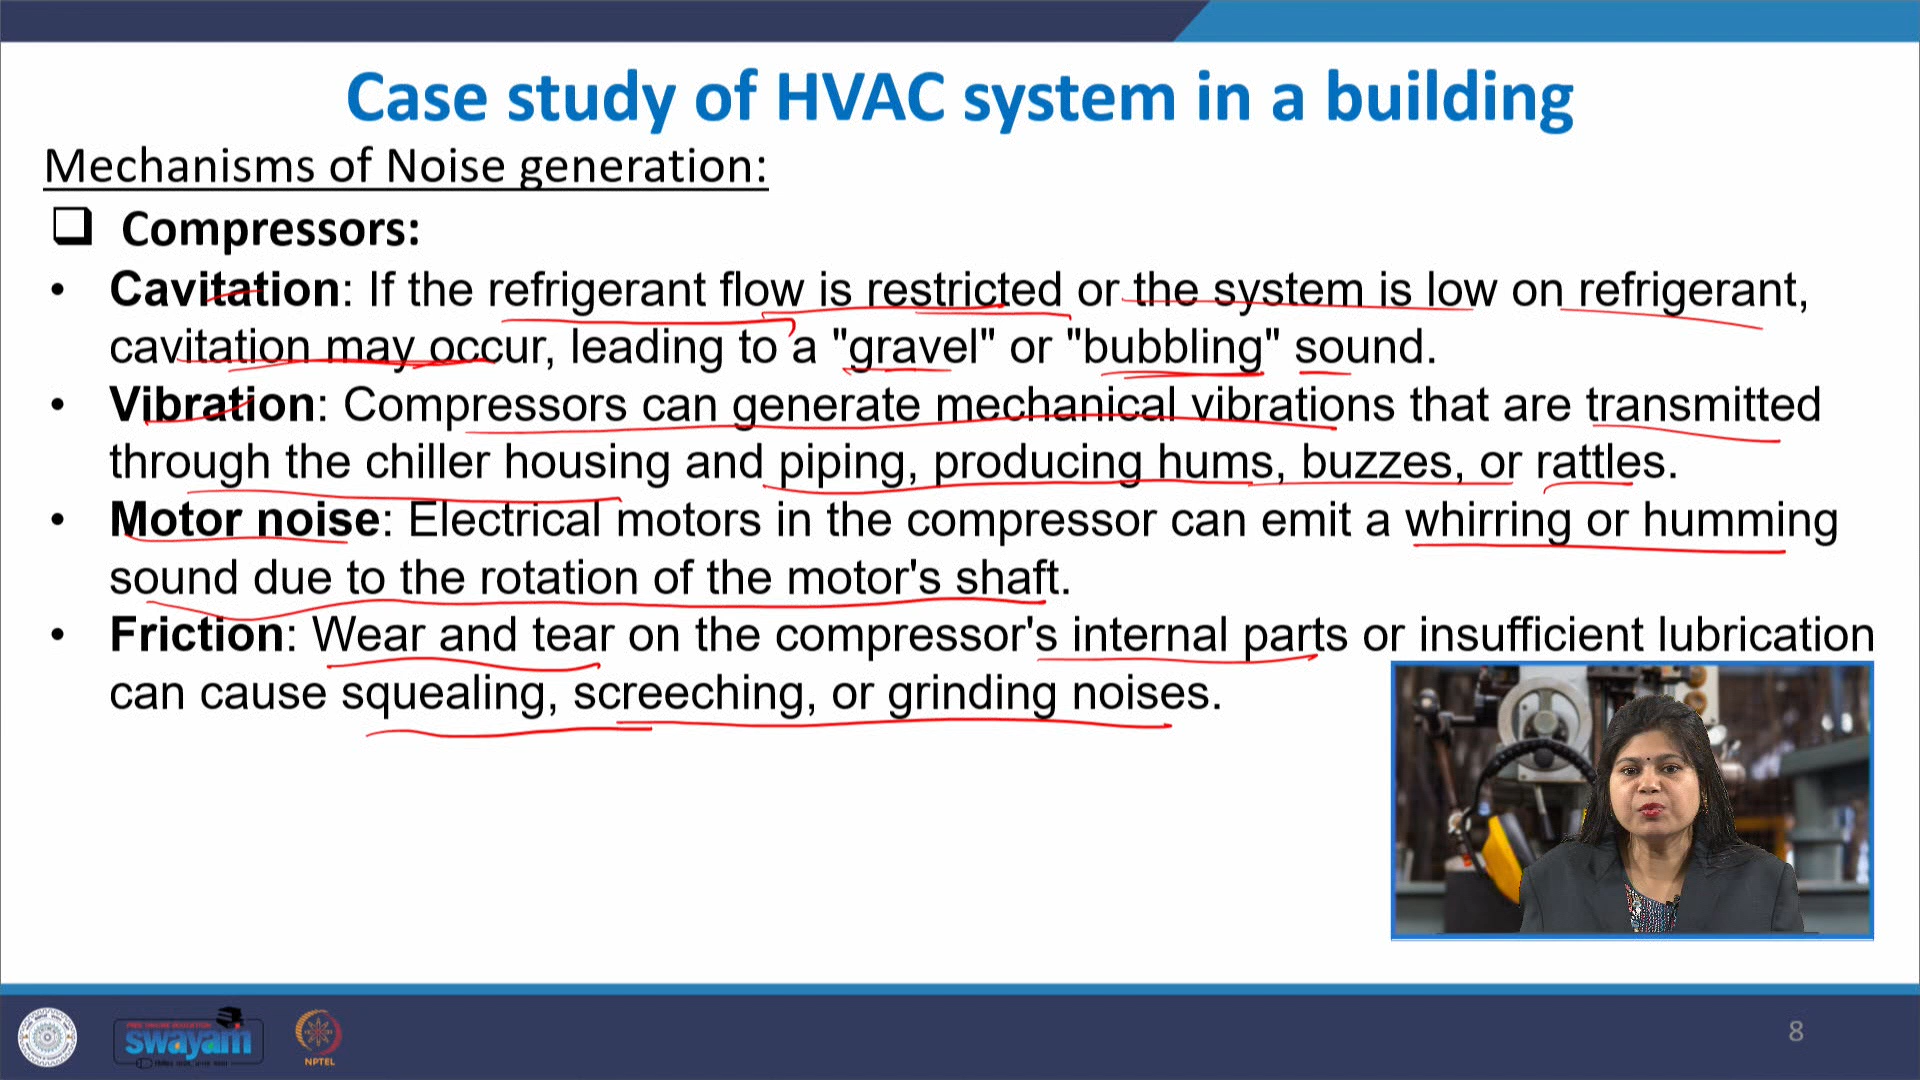 Case study of HVAC system in a building
Mechanisms of Noise generation:
❑ Compressors:
• Cavitation: If the refrigerant flow is restricted or the system is low on refrigerant,
cavitation may occur, leading to a "gravel" or "bubbling" sound.
• Vibration: Compressors can generate mechanical vibrations that are transmitted
through the chiller housing and piping, producing hums, buzzes, or rattles.
• Motor noise: Electrical motors in the compressor can emit a whirring or humming
sound due to the rotation of the motor's shaft.
• Friction: Wear and tear on the compressor's internal parts or insufficient lubrication
can cause squealing, screeching, or grinding noises.
swayam
NPTEL
8